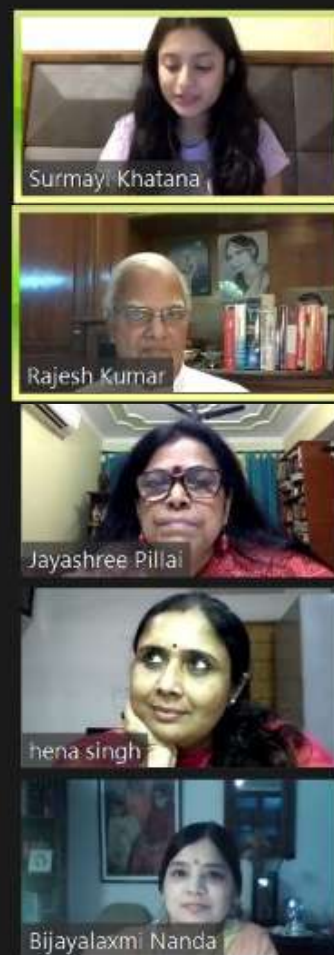 Surmayi Khatana
Rajesh Kumar
Jayashree Pillai
hena singh
Bijayalaxmi Nanda